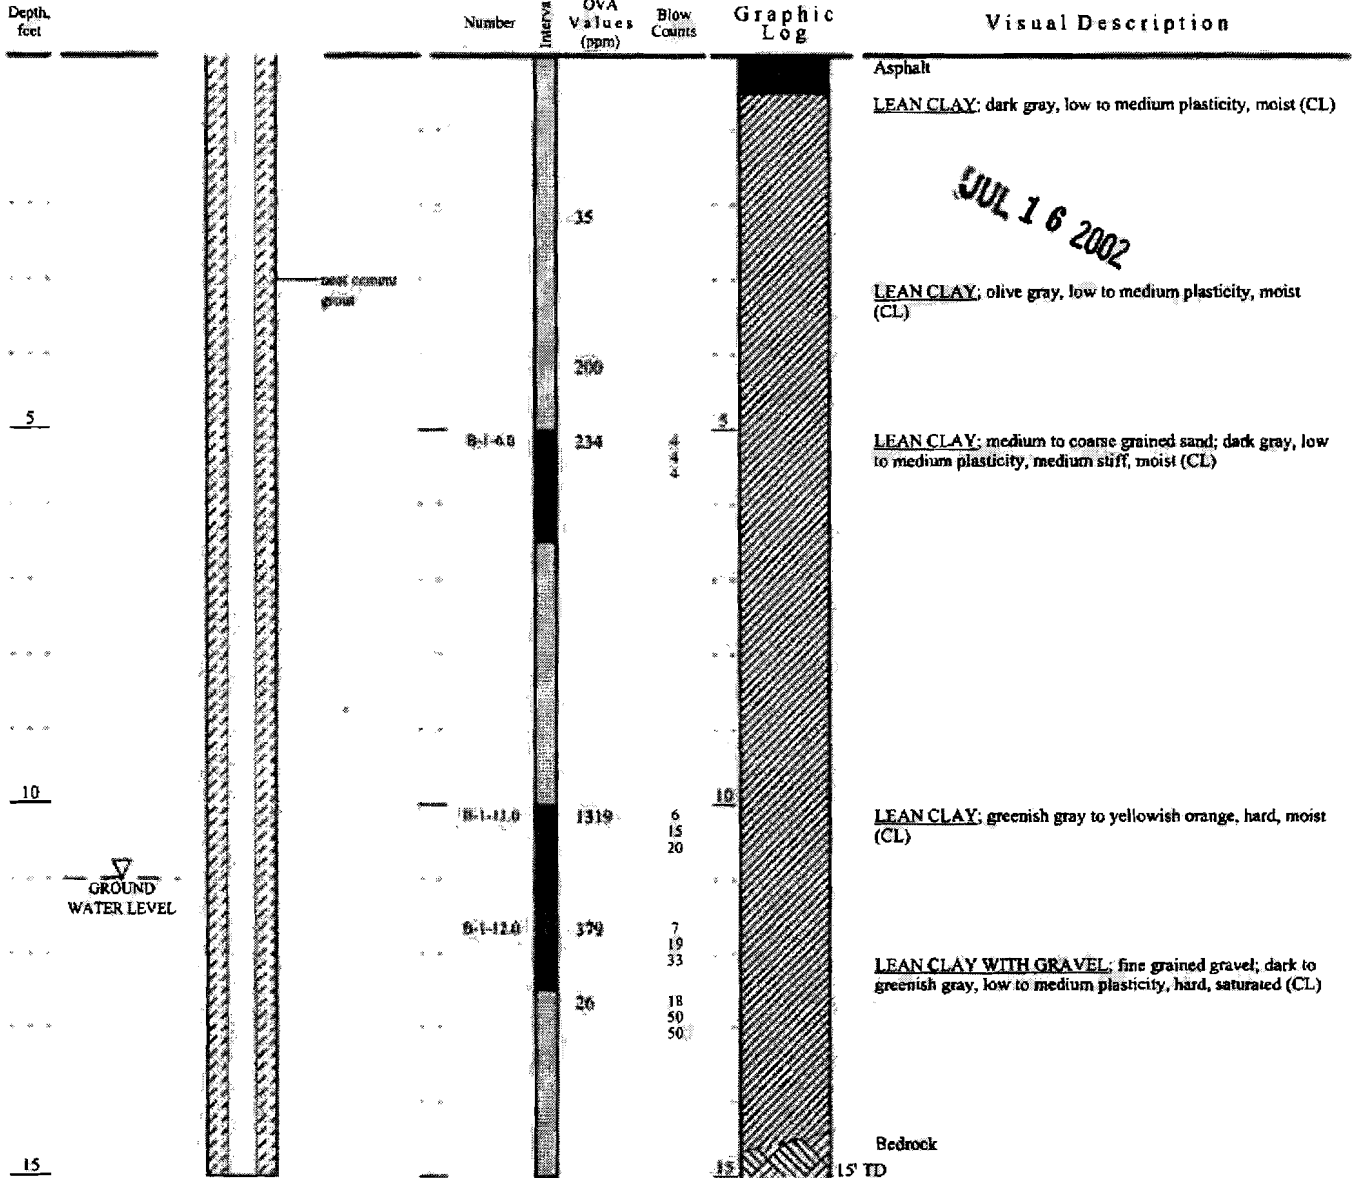 Depth, feet
Number
OVA Values (ppm)
Blow Counts
Graphic Log
Visual Description
Asphalt
LEAN CLAY; dark gray, low to medium plasticity, moist (CL)
JUL 16 2002
35
neat cement
grout
LEAN CLAY; olive gray, low to medium plasticity, moist
(CL)
200
5
B-1-6.0
234
4
5
LEAN CLAY; medium to coarse grained sand; dark gray, low
to medium plasticity, medium stiff, moist (CL)
10
B-1-11.0
1319
6
15
20
10
LEAN CLAY; greenish gray to yellowish orange, hard, moist
(CL)
GROUND
WATER LEVEL
B-1-12.0
379
7
19
33
LEAN CLAY WITH GRAVEL; fine grained gravel; dark to
greenish gray, low to medium plasticity, hard, saturated (CL)
26
18
50
50
Bedrock
15
15
15' TD